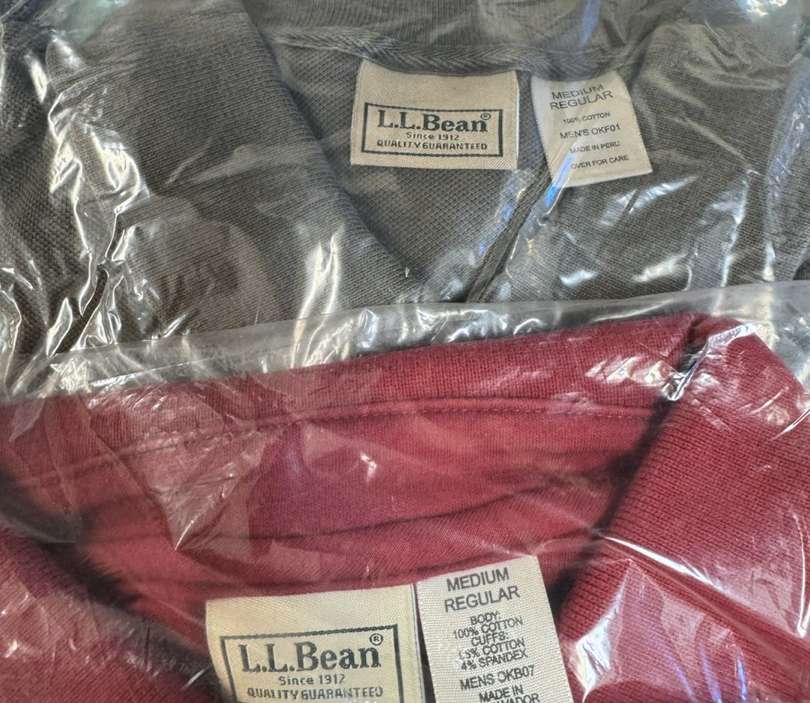 L.L.Bean®
Since 1912
QUALITY GUARANTEED
MEDIUM
REGULAR
100% COTTON
MEN'S OKF01
MADE IN PERU
OVER FOR CARE
L.L.Bean®
Since 1912
QUALITY GUARANTEED
MEDIUM
REGULAR
BODY:
100% COTTON
CUFFS:
COTTON
4% SPANDEX
MENS OKB07
MADE IN